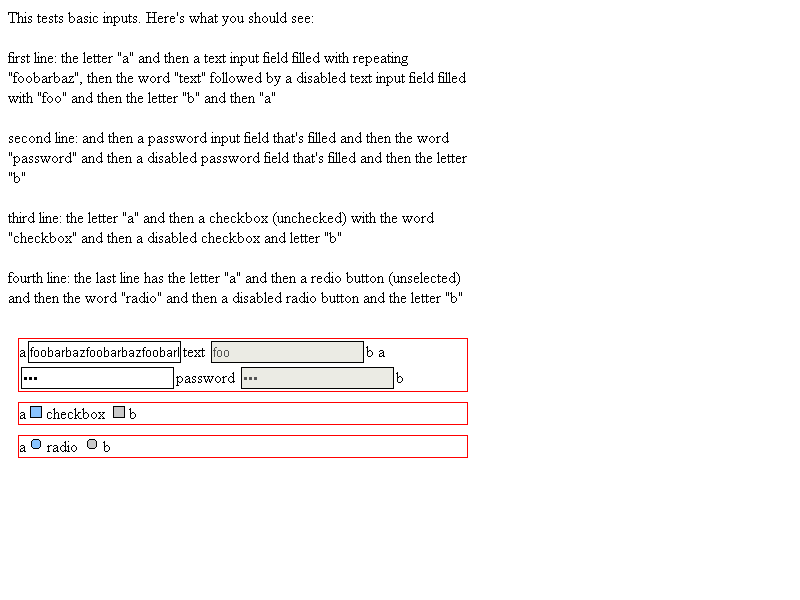 This tests basic inputs. Here's what you should see:
first line: the letter "a" and then a text input field filled with repeating
"foobarbaz", then the word "text" followed by a disabled text input field filled
with "foo" and then the letter "b" and then "a"
second line: and then a password input field that's filled and then the word
"password" and then a disabled password field that's filled and then the letter
"b"
third line: the letter "a" and then a checkbox (unchecked) with the word
"checkbox" and then a disabled checkbox and letter "b"
fourth line: the last line has the letter "a" and then a redio button (unselected)
and then the word "radio" and then a disabled radio button and the letter "b"
a foobarbazfoobarbazfoobarl text foo b a
••• password ••• b
a checkbox b
a radio b